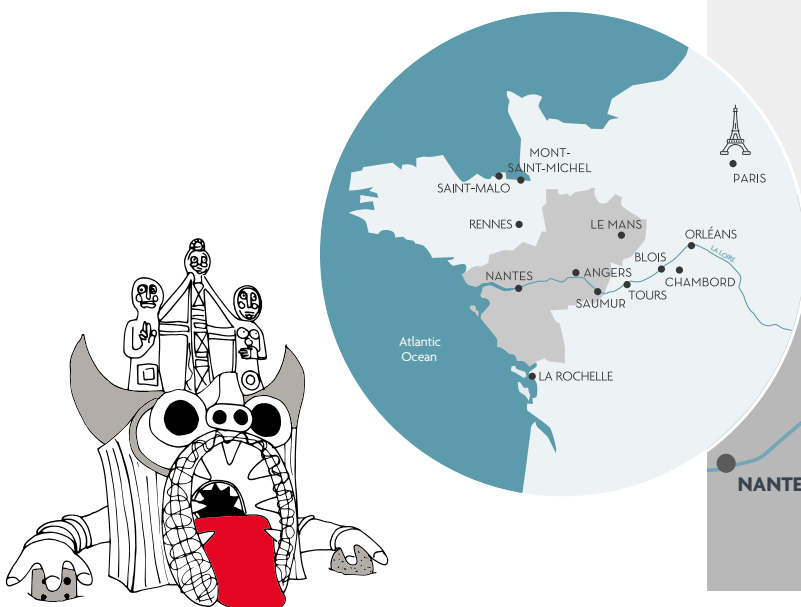 MONT-
SAINT-MICHEL
SAINT-MALO
PARIS
RENNES
LE MANS
ORLÉANS
LA LOIRE
BLOIS
NANTES
ANGERS
CHAMBORD
SAUMUR
TOURS
Atlantic
Ocean
LA ROCHELLE
NANTE